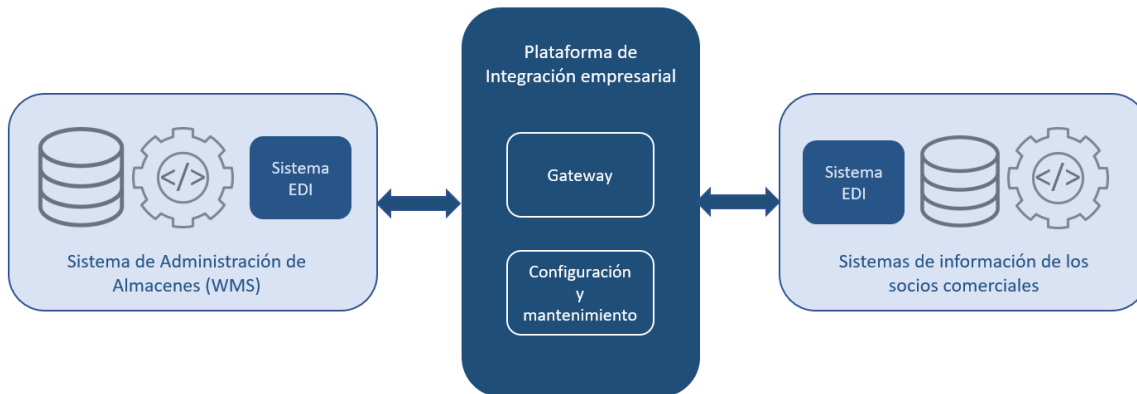 Plataforma de
Integración empresarial
Sistema
EDI
</>
Sistema de Administración de
Almacenes (WMS)
Gateway
Configuración
y
mantenimiento
Sistema
EDI
</>
Sistemas de información de los
socios comerciales